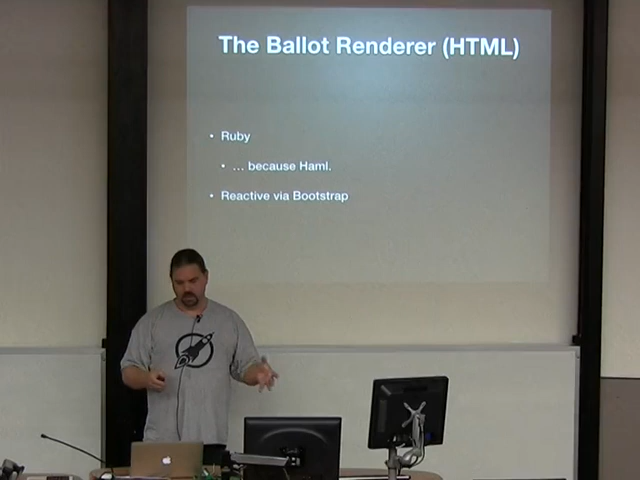 The Ballot Renderer (HTML)
• Ruby
• … because Haml.
• Reactive via Bootstrap